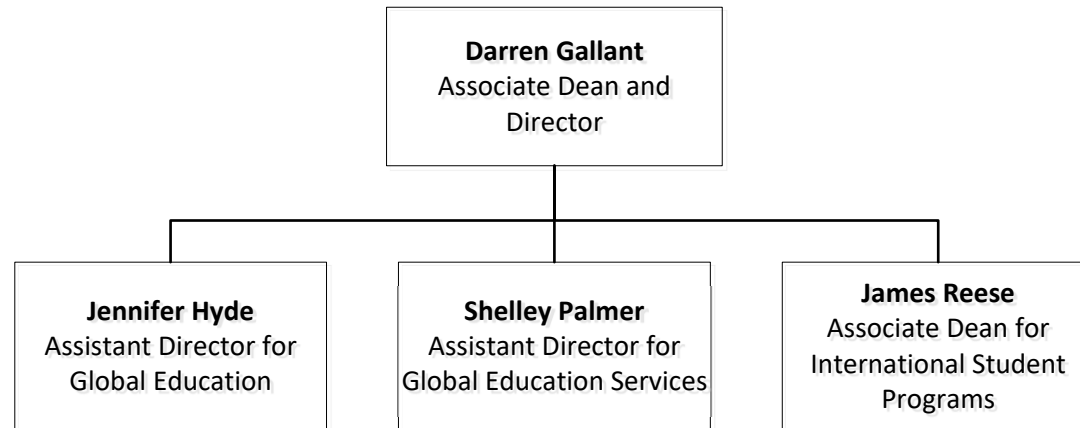 Darren Gallant
Associate Dean and
Director
Jennifer Hyde
Assistant Director for
Global Education
Shelley Palmer
Assistant Director for
Global Education Services
James Reese
Associate Dean for
International Student
Programs